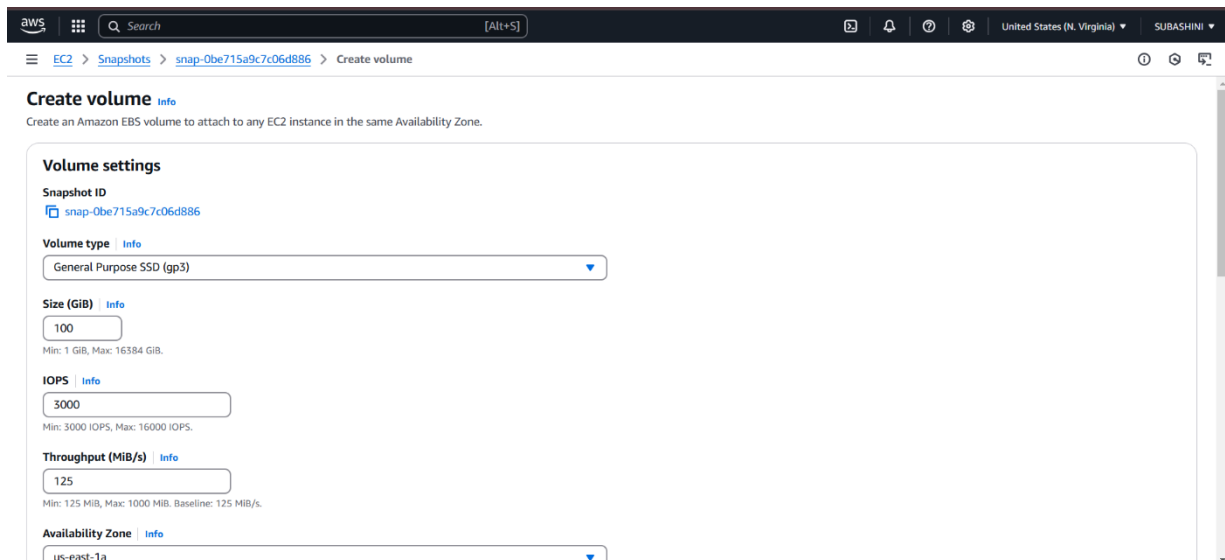 aws Search [Alt+S] United States (N. Virginia) SUBASHINI
EC2 > Snapshots > snap-0be715a9c7c06d886 > Create volume
Create volume Info
Create an Amazon EBS volume to attach to any EC2 instance in the same Availability Zone.
Volume settings
Snapshot ID
snap-0be715a9c7c06d886
Volume type Info
General Purpose SSD (gp3)
Size (GiB) Info
100
Min: 1 GiB, Max: 16384 GiB.
IOPS Info
3000
Min: 3000 IOPS, Max: 16000 IOPS.
Throughput (MiB/s) Info
125
Min: 125 MiB, Max: 1000 MiB. Baseline: 125 MiB/s.
Availability Zone Info
us-east-1a